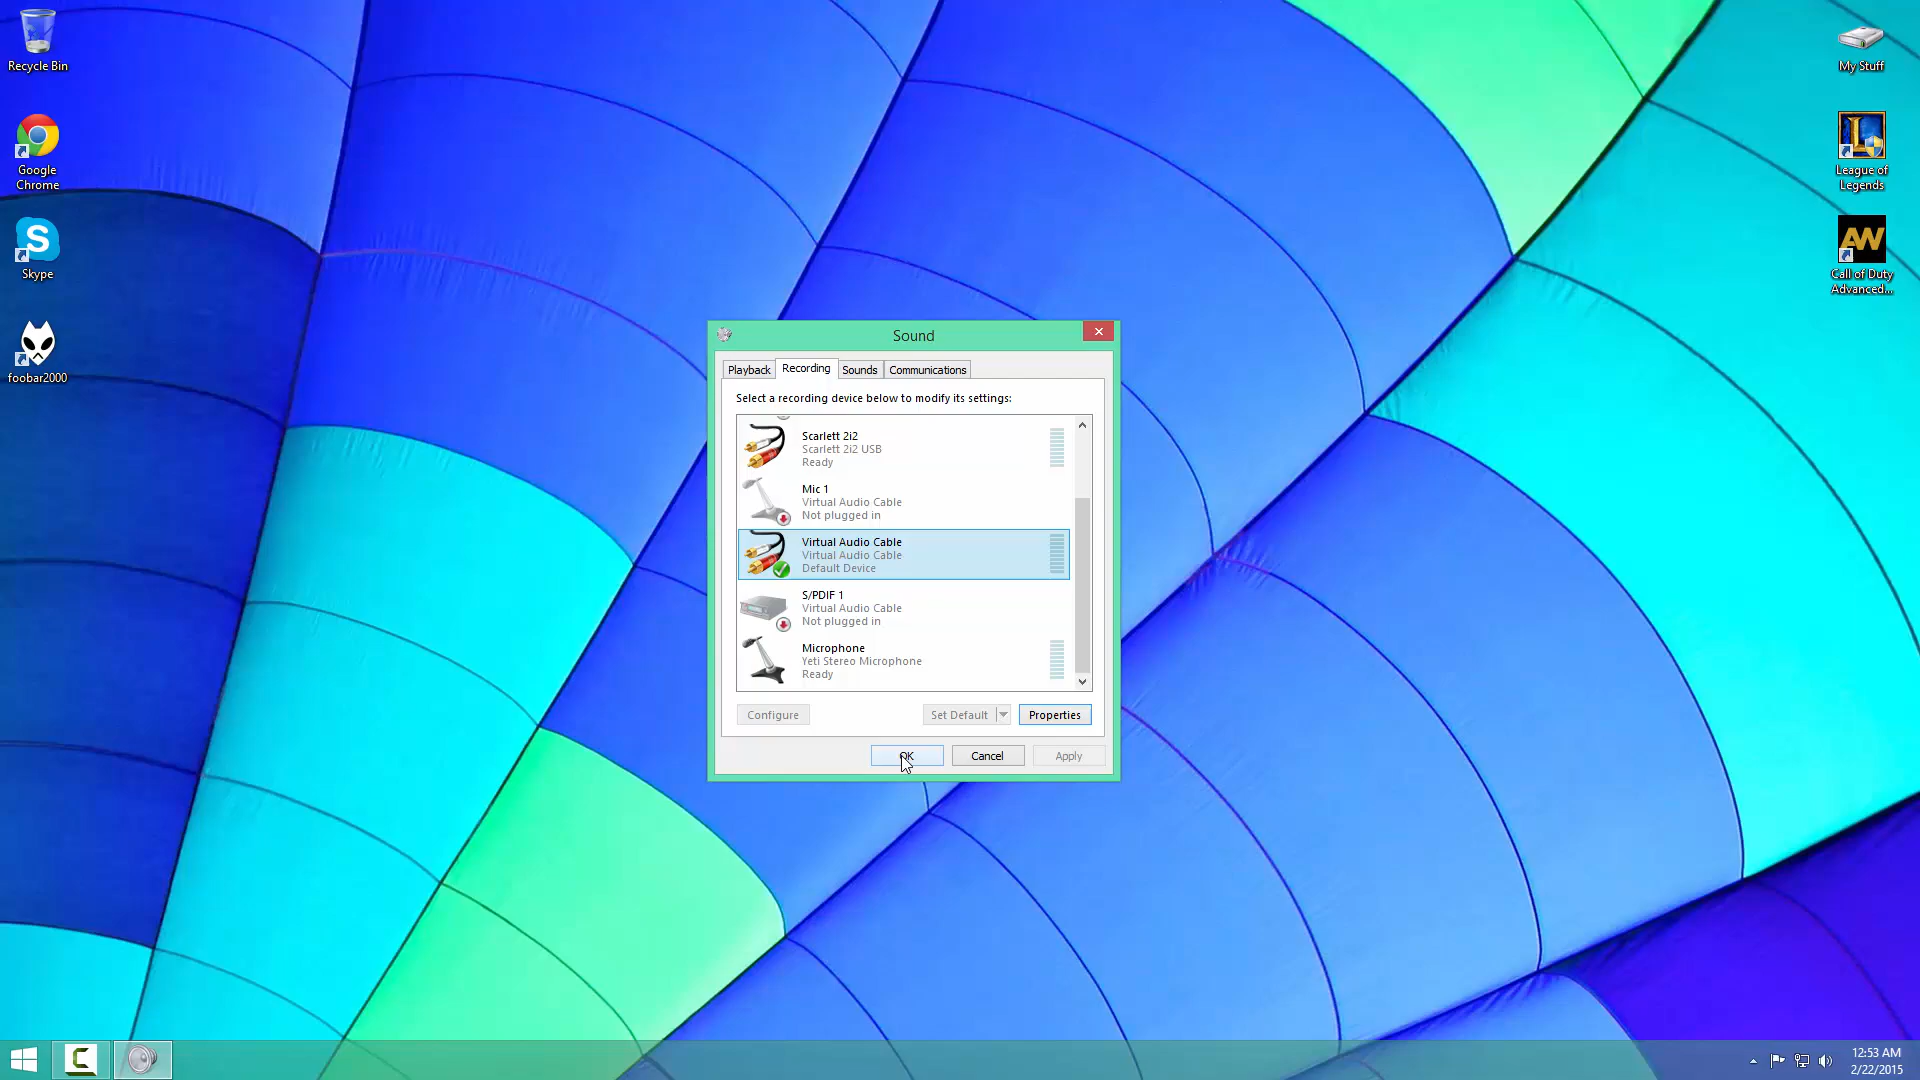 Recycle Bin
Google
Chrome
Skype
foobar2000
My Stuff
League of
Legends
AW
Call of Duty
Advanced...
Sound
Playback
Recording
Sounds
Communications
Select a recording device below to modify its settings:
Scarlett 2i2
Scarlett 2i2 USB
Ready
Mic 1
Virtual Audio Cable
Not plugged in
Virtual Audio Cable
Virtual Audio Cable
Default Device
S/PDIF 1
Virtual Audio Cable
Not plugged in
Microphone
Yeti Stereo Microphone
Ready
Configure
Set Default
Properties
OK
Cancel
Apply
12:53 AM
2/22/2015